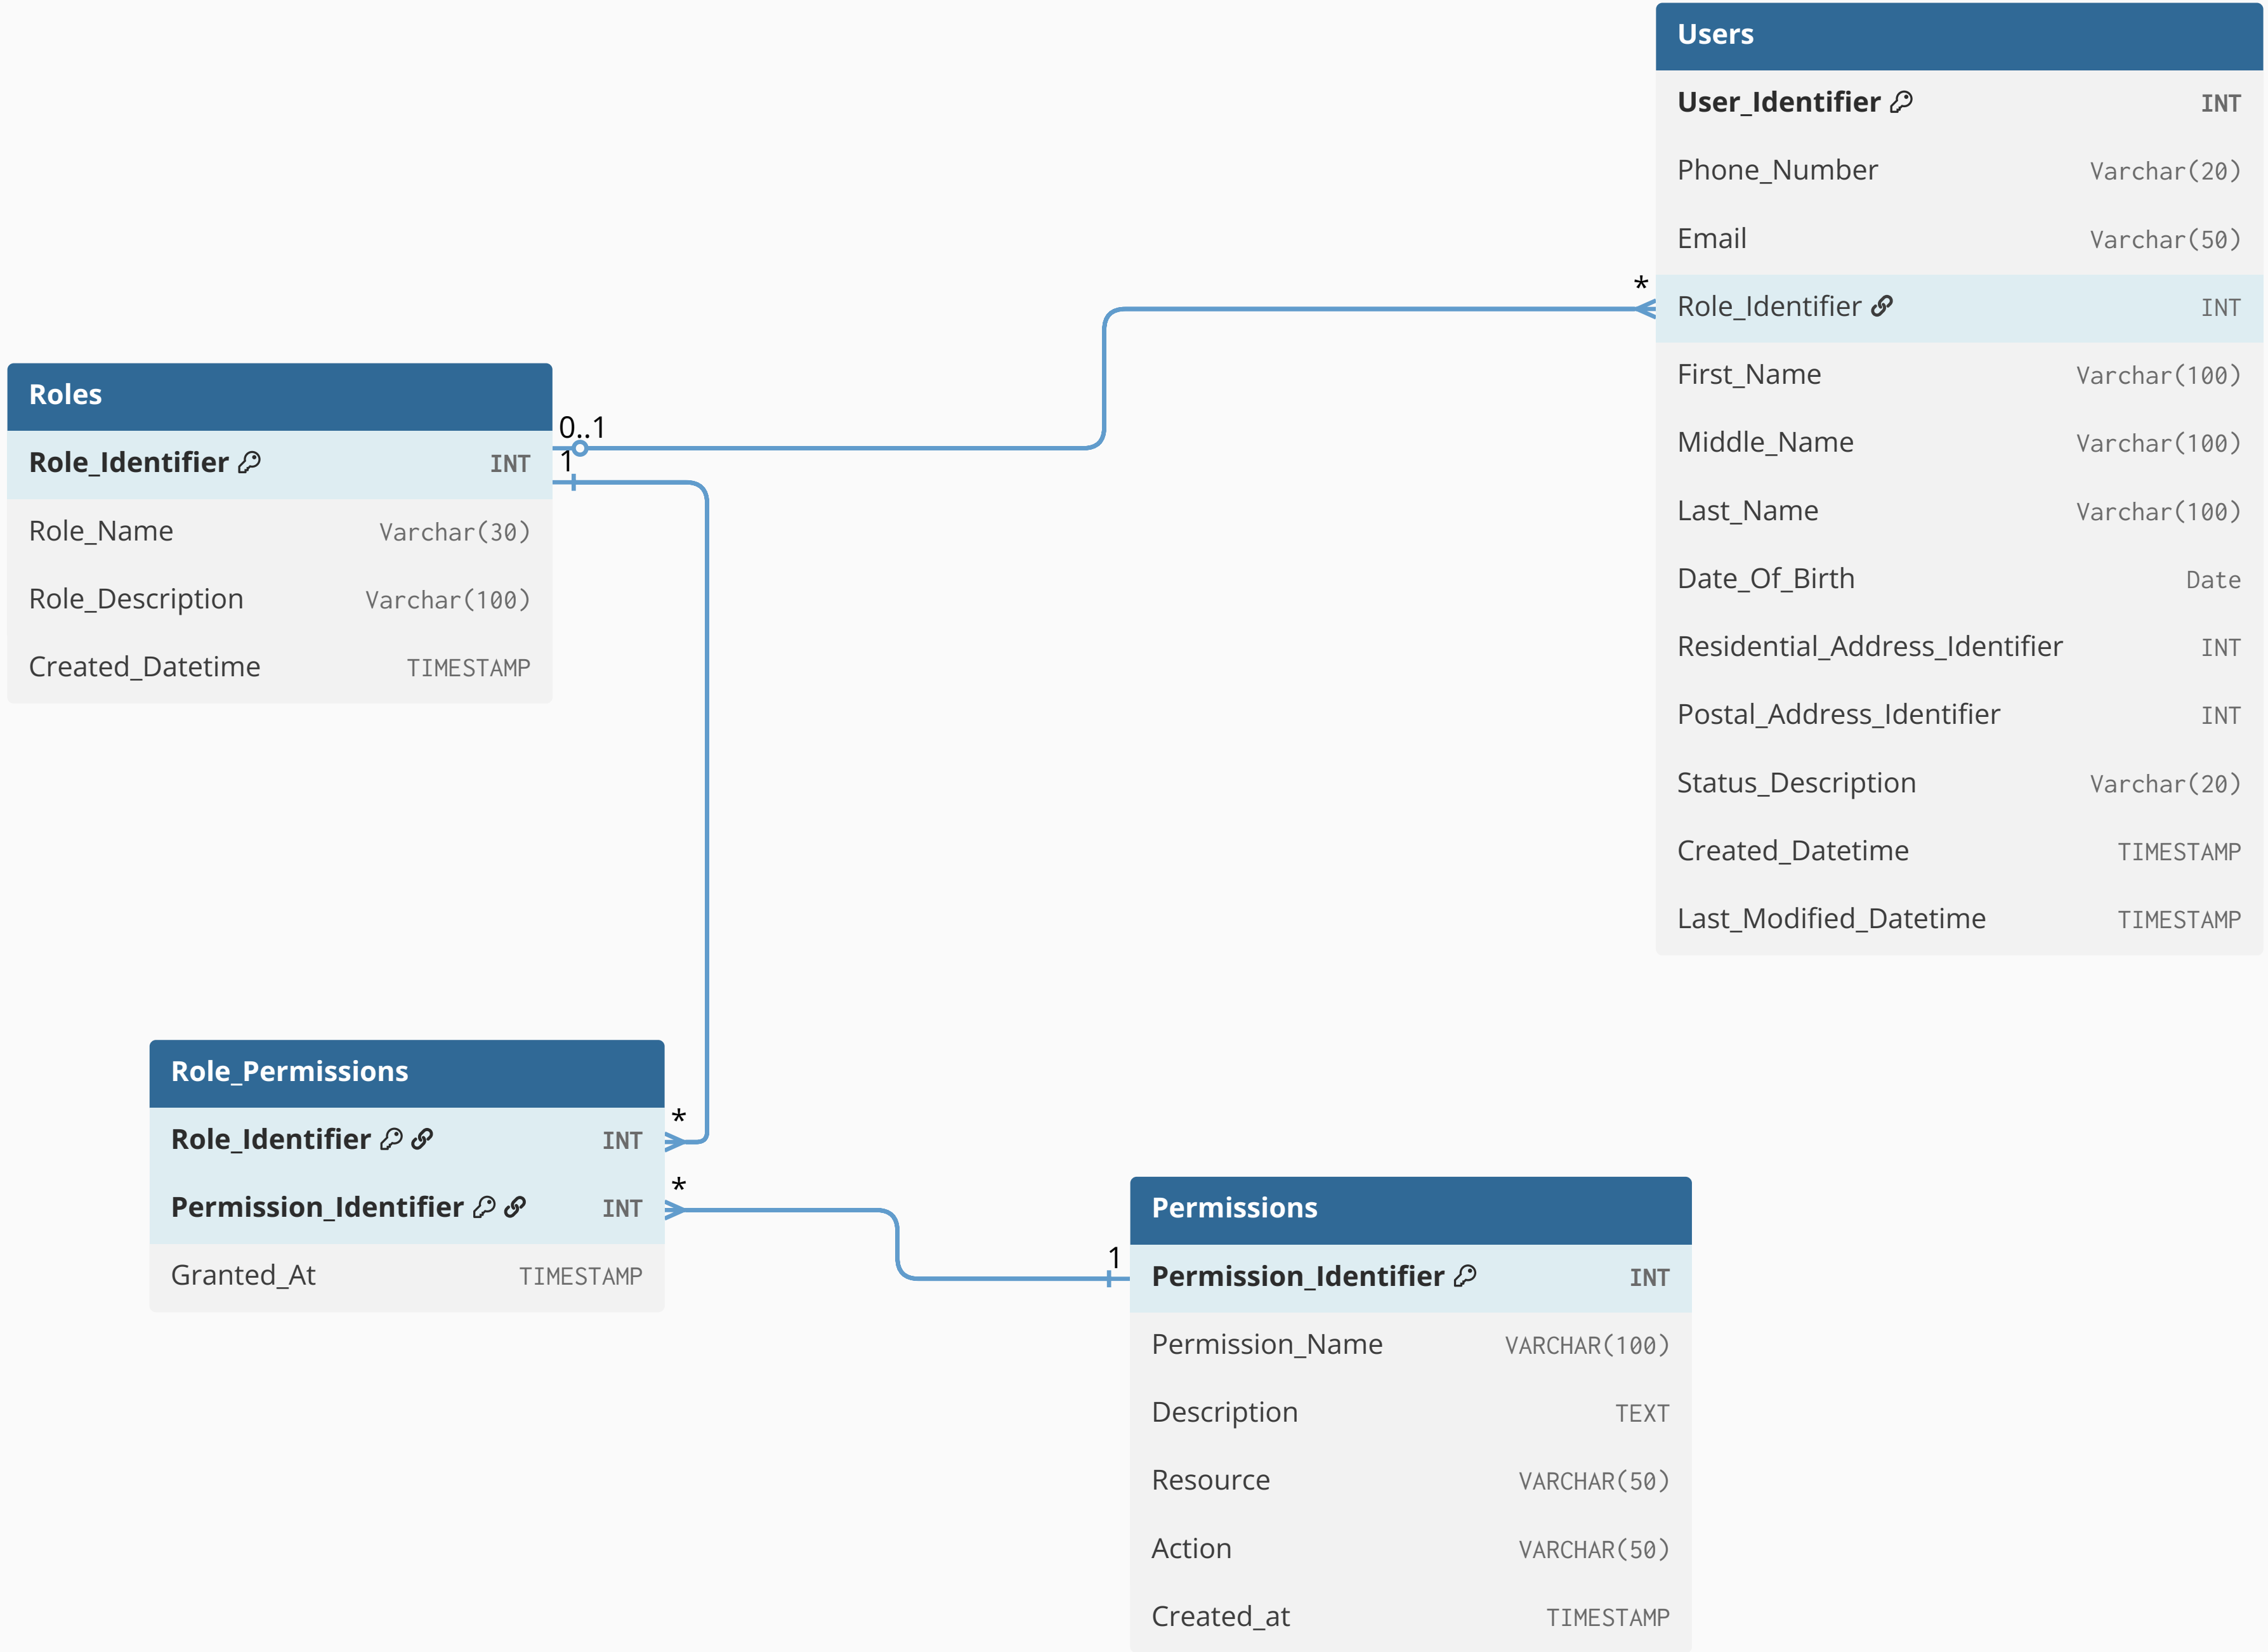 Users
User_Identifier INT
Phone_Number Varchar(20)
Email Varchar(50)
*
Role_Identifier INT
First_Name Varchar(100)
Middle_Name Varchar(100)
Last_Name Varchar(100)
Date_Of_Birth Date
Residential_Address_Identifier INT
Postal_Address_Identifier INT
Status_Description Varchar(20)
Created_Datetime TIMESTAMP
Last_Modified_Datetime TIMESTAMP
Roles
0..1
Role_Identifier INT
1
Role_Name Varchar(30)
Role_Description Varchar(100)
Created_Datetime TIMESTAMP
Role_Permissions
*
Role_Identifier INT
*
Permission_Identifier INT
Granted_At TIMESTAMP
Permissions
1
Permission_Identifier INT
Permission_Name VARCHAR(100)
Description TEXT
Resource VARCHAR(50)
Action VARCHAR(50)
Created_at TIMESTAMP